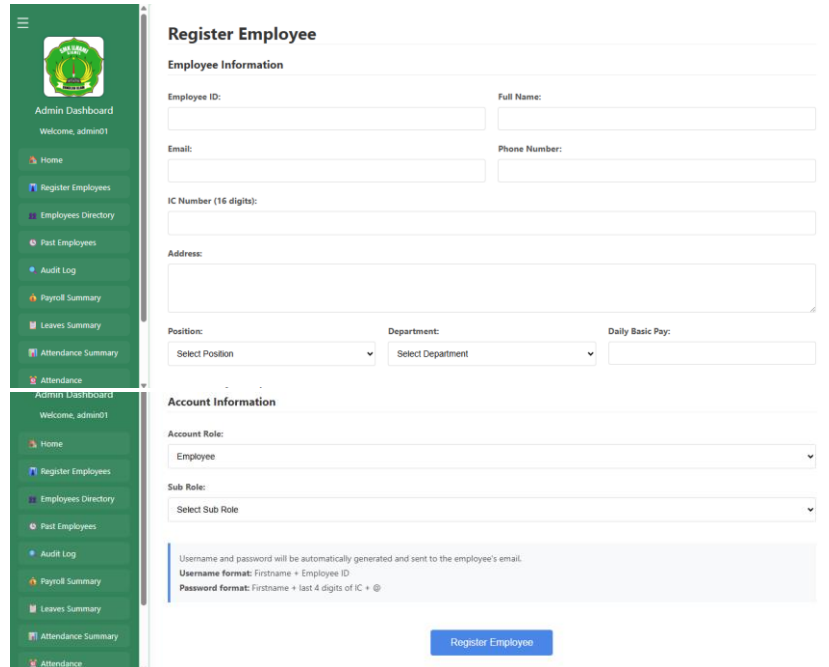 Admin Dashboard
Welcome, admin01
Home
Register Employees
Employees Directory
Past Employees
Audit Log
Payroll Summary
Leaves Summary
Attendance Summary
Attendance
Register Employee
Employee Information
Employee ID:
Full Name:
Email:
Phone Number:
IC Number (16 digits):
Address:
Position:
Department:
Daily Basic Pay:
Select Position
Select Department
Admin Dashboard
Welcome, admin01
Home
Register Employees
Employees Directory
Past Employees
Audit Log
Payroll Summary
Leaves Summary
Attendance Summary
Attendance
Account Information
Account Role:
Employee
Sub Role:
Select Sub Role
Username and password will be automatically generated and sent to the employee's email.
Username format: Firstname + Employee ID
Password format: Firstname + last 4 digits of IC + @
Register Employee